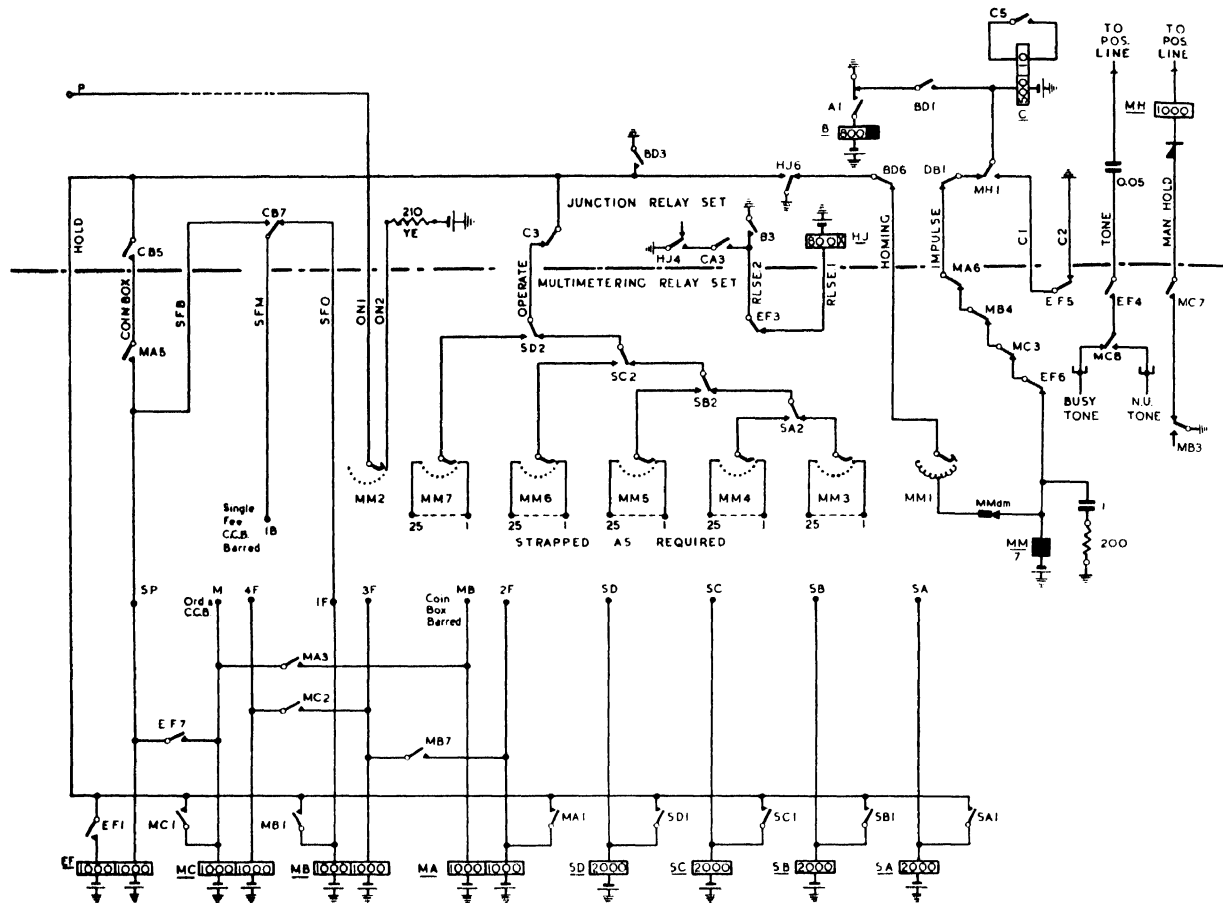 C5
TO POS. LINE
TO POS. LINE
P
A1
BD1
C
MH
1000
B
800
BD3
HJ6
BD6
DB1
MH1
0.05
CB7
210
YE
JUNCTION RELAY SET
B3
HJ
800
HOLD
C3
HJ4
CA3
HOMING
IMPULSE
C1
C2
TONE
MAN HOLD
CB5
MULTIMETERING RELAY SET
MA6
COIN BOX
SFB
SFM
SFO
ON1
ON2
OPERATE
RLSE.2
RLSE.1
EF3
EF5
EF4
MC7
MA5
SD2
MB4
MC3
MC8
SC2
EF6
BUSY TONE
N.U. TONE
SB2
SA2
MB3
MM2
MM7
MM6
MM5
MM4
MM3
MM1
25 1
25 1
25 1
25 1
25 1
MMdm
1
STRAPPED AS REQUIRED
Single Fee C.C.B. Barred
1B
MM
7
200
SP
M
Ord & C.C.B
4F
1F
3F
MB
Coin Box Barred
2F
SD
SC
SB
SA
MA3
MC2
EF7
MB7
EF1
MC1
MB1
MA1
SD1
SC1
SB1
SA1
EF
1000
1000
MC
1000
1000
MB
1000
1000
MA
1000
1000
SD
2000
SC
2000
SB
2000
SA
2000